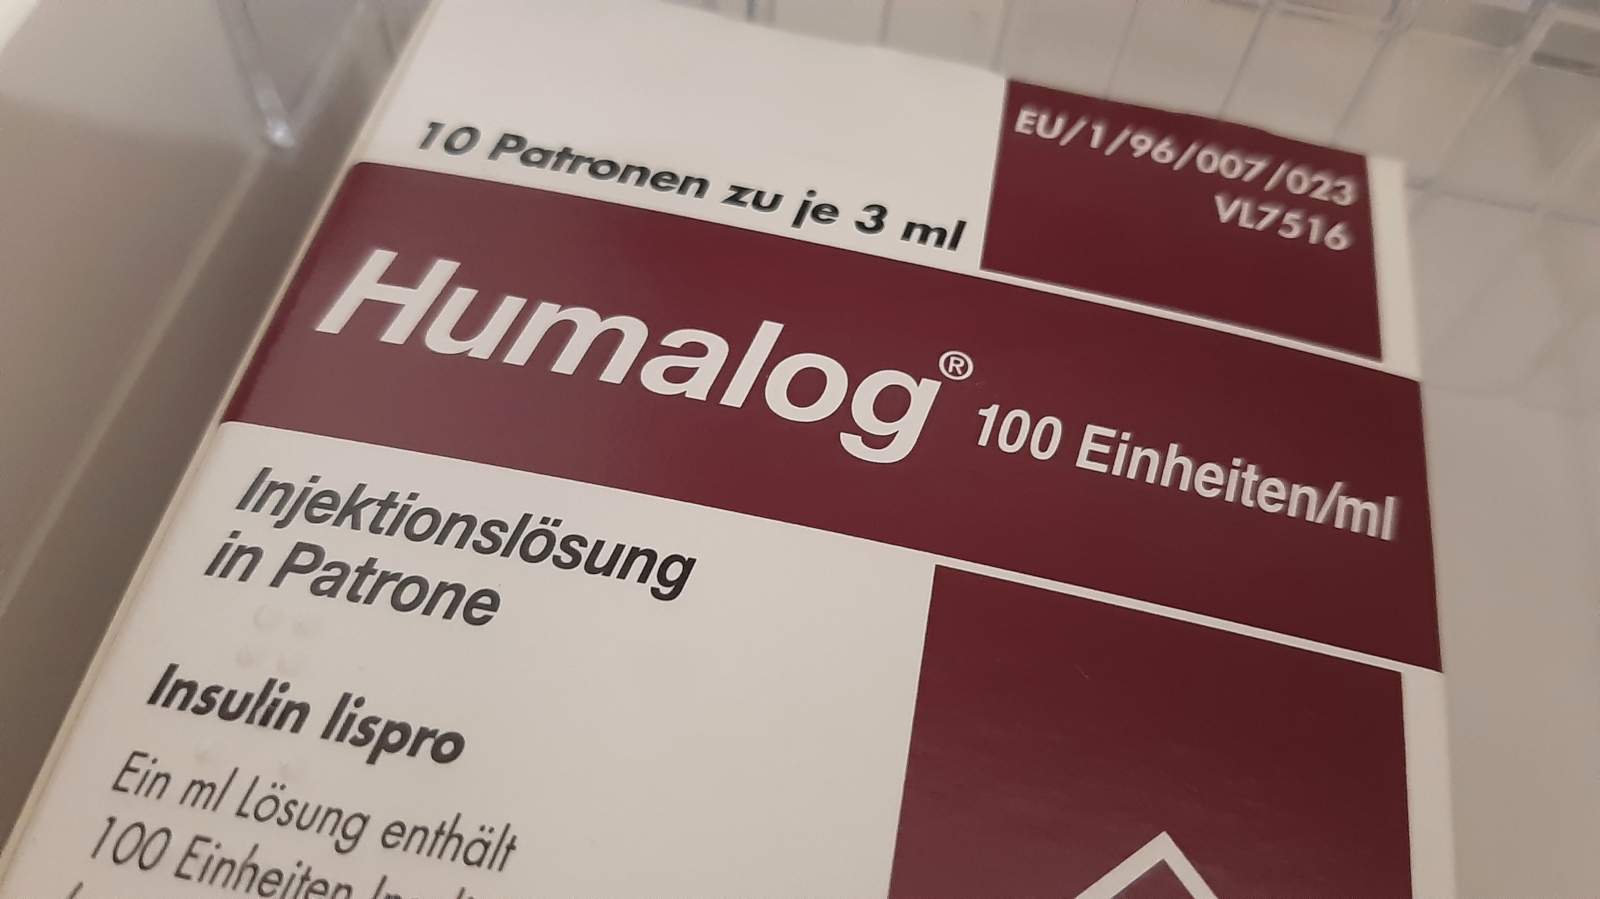 10 Patronen zu je 3 ml
EU/1/96/007/023
VL7516
Humalog® 100 Einheiten/ml
Injektionslösung
in Patrone
Insulin lispro
Ein ml Lösung enthält
100 Einheiten